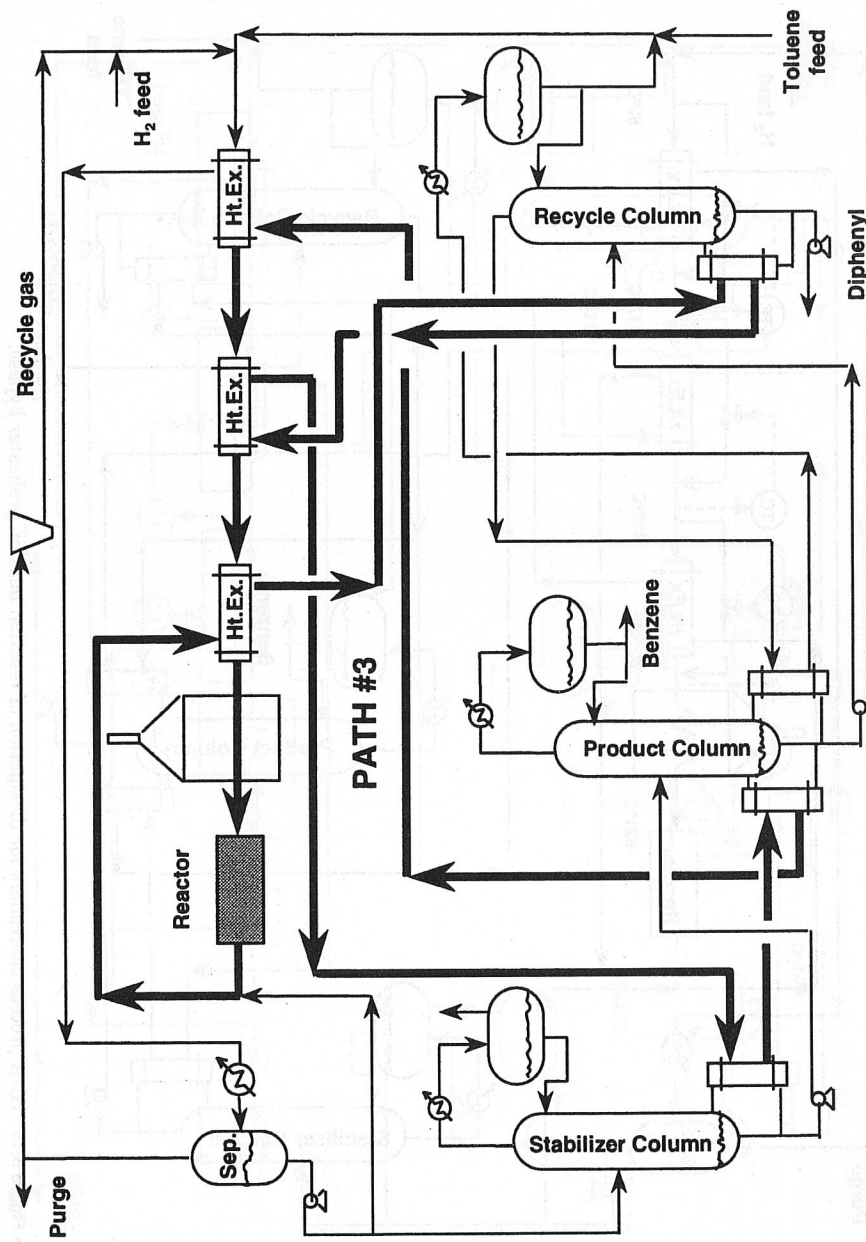 Recycle gas
H₂ feed
Purge
Ht.Ex.
Ht.Ex.
Ht.Ex.
Reactor
Sep.
PATH #3
Toluene
feed
Recycle Column
Product Column
Stabilizer Column
Benzene
Diphenyl